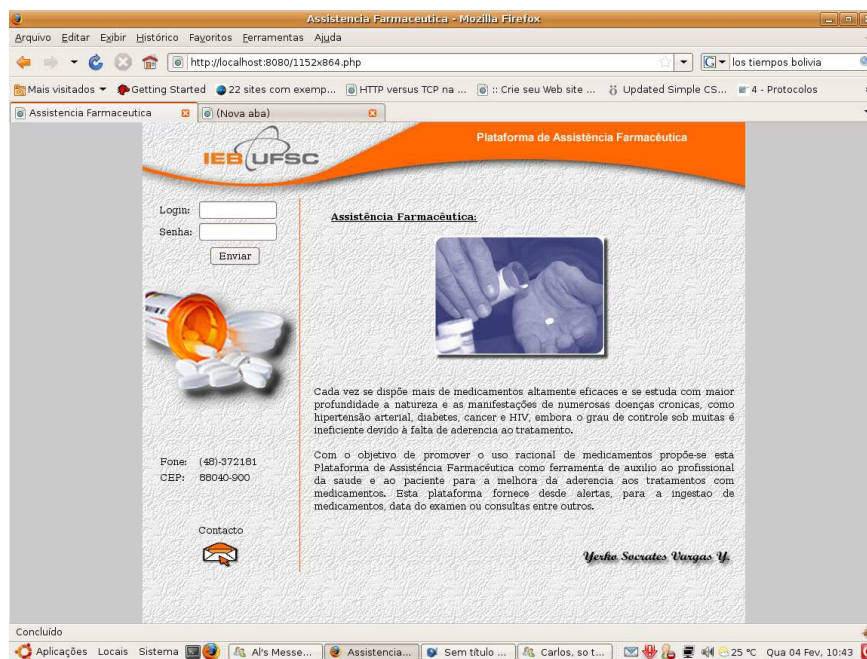 Assistencia Farmaceutica - Mozilla Firefox
Arquivo Editar Exibir Histórico Favoritos Ferramentas Ajuda
http://localhost:8080/1152x864.php
los tiempos bolivia
Mais visitados
Getting Started
22 sites com exemp...
HTTP versus TCP na ...
:: Crie seu Web site ...
Updated Simple CS...
4 - Protocolos
Assistencia Farmaceutica
(Nova aba)
IEB UFSC
Plataforma de Assistência Farmacêutica
Login:
Senha:
Enviar
Assistência Farmacêutica:
Cada vez se dispõe mais de medicamentos altamente eficaces e se estuda com maior
profundidade a natureza e as manifestações de numerosas doenças cronicas, como
hipertensão arterial, diabetes, cancer e HIV, embora o grau de controle sob muitas é
ineficiente devido à falta de aderencia ao tratamento.
Com o objetivo de promover o uso racional de medicamentos propõe-se esta
Plataforma de Assistência Farmacêutica como ferramenta de auxilio ao profissional
da saude e ao paciente para a melhora da aderencia aos tratamentos com
medicamentos. Esta plataforma fornece desde alertas, para a ingestao de
medicamentos, data do examen ou consultas entre outros.
Fone: (48)-372181
CEP: 88040-900
Contacto
Yerko Socrates Vargas Y.
Concluído
Aplicações Locais Sistema
Al's Messe...
Assistencia...
Sem título ...
Carlos, so t...
25 °C Qua 04 Fev, 10:43